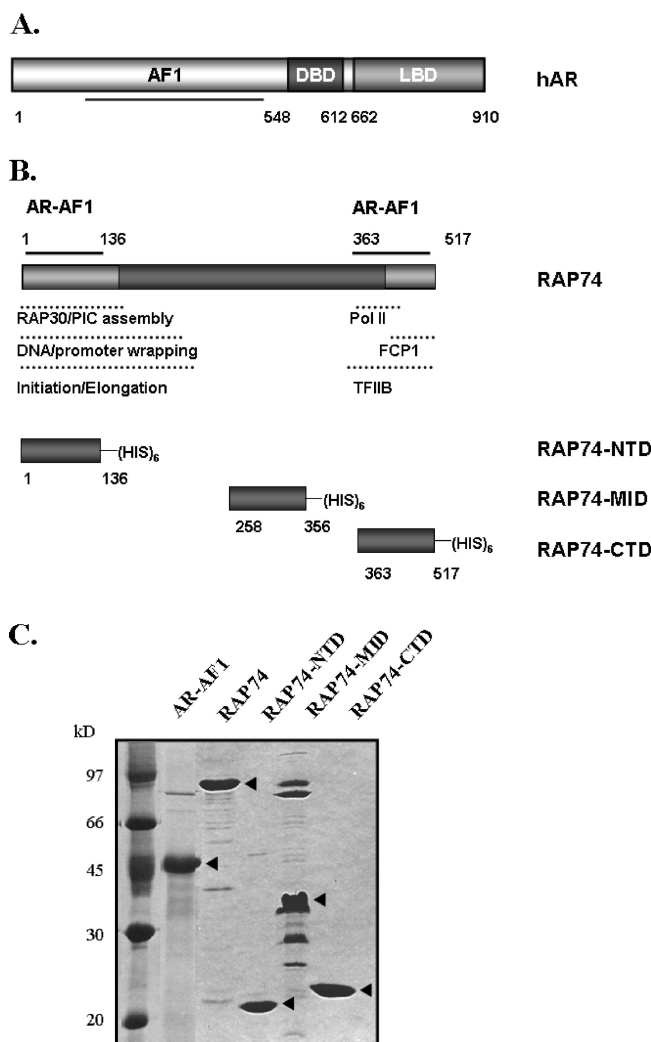 A.
AF1 DBD LBD hAR
1 548 612 662 910
B.
AR-AF1 AR-AF1
1 136 363 517
RAP74
RAP30/PIC assembly Pol II
DNA/promoter wrapping FCP1
Initiation/Elongation TFIIB
(HIS)6 RAP74-NTD
1 136
(HIS)6 RAP74-MID
258 356
(HIS)6 RAP74-CTD
363 517
C.
AR-AF1 RAP74 RAP74-NTD RAP74-MID RAP74-CTD
kD
97
66
45
30
20